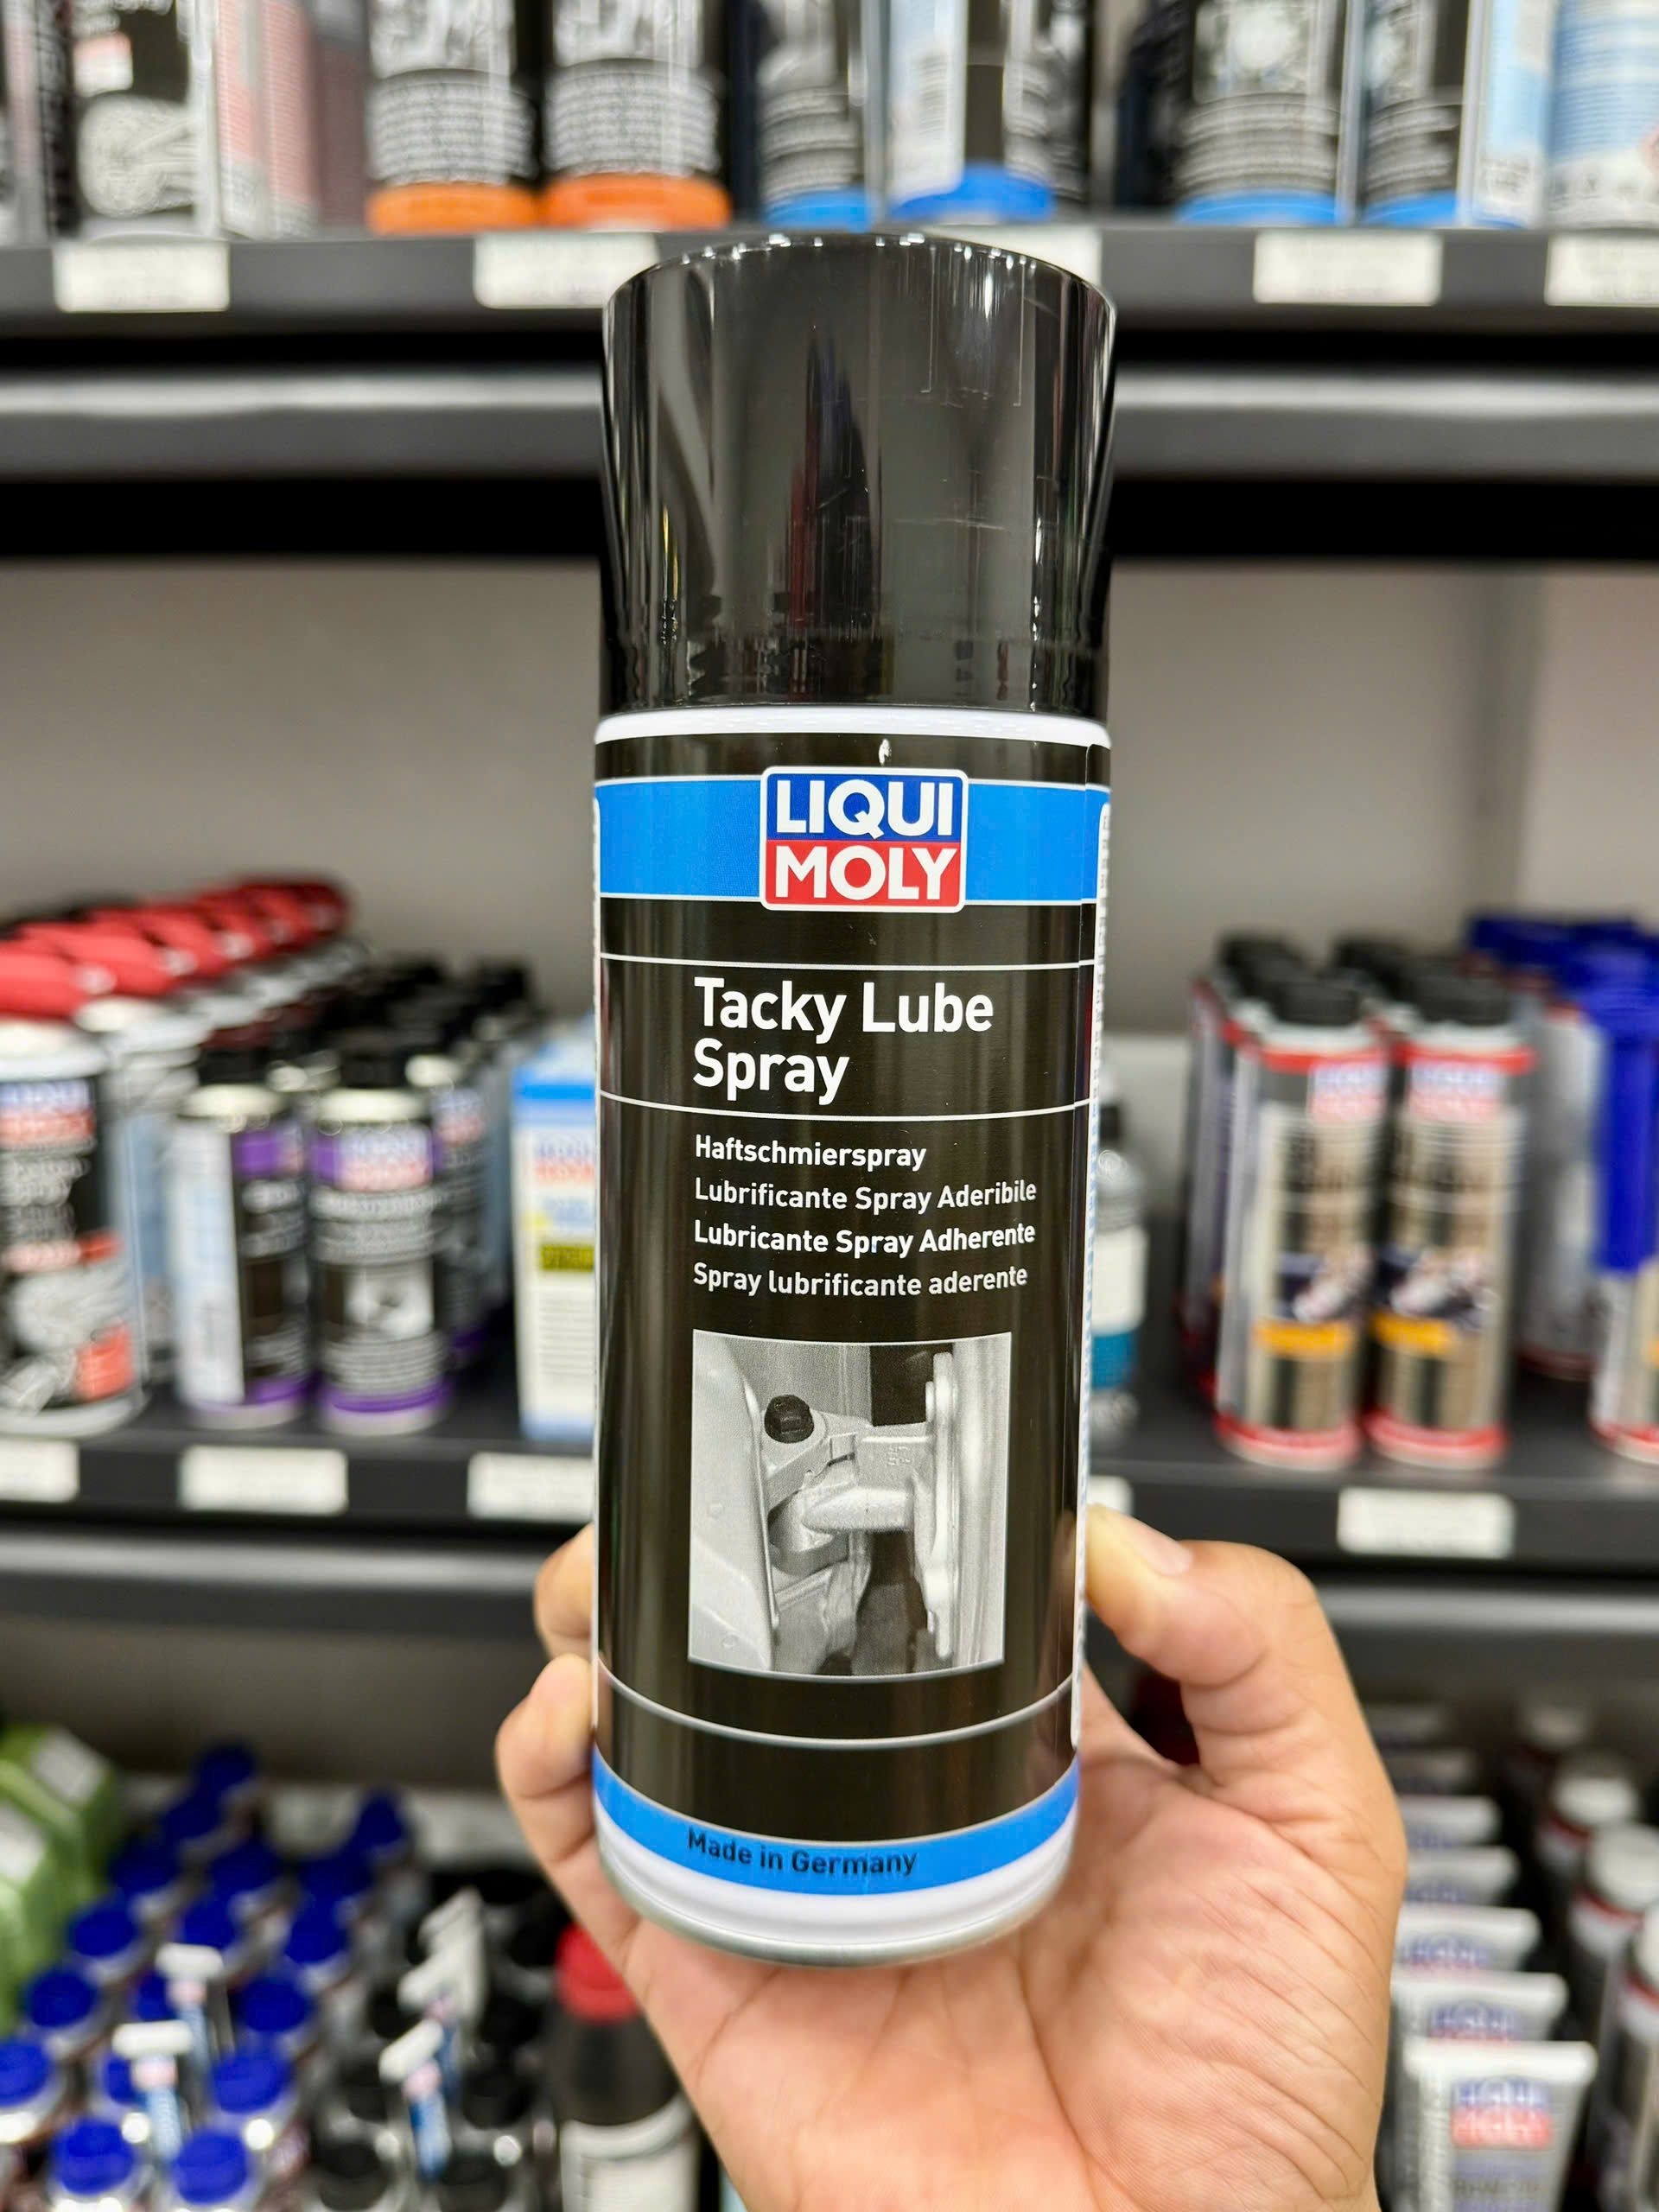 LIQUI
MOLY
Tacky Lube
Spray
Haftschmierspray
Lubrificante Spray Aderibile
Lubricante Spray Adherente
Spray lubrificante aderente
Made in Germany